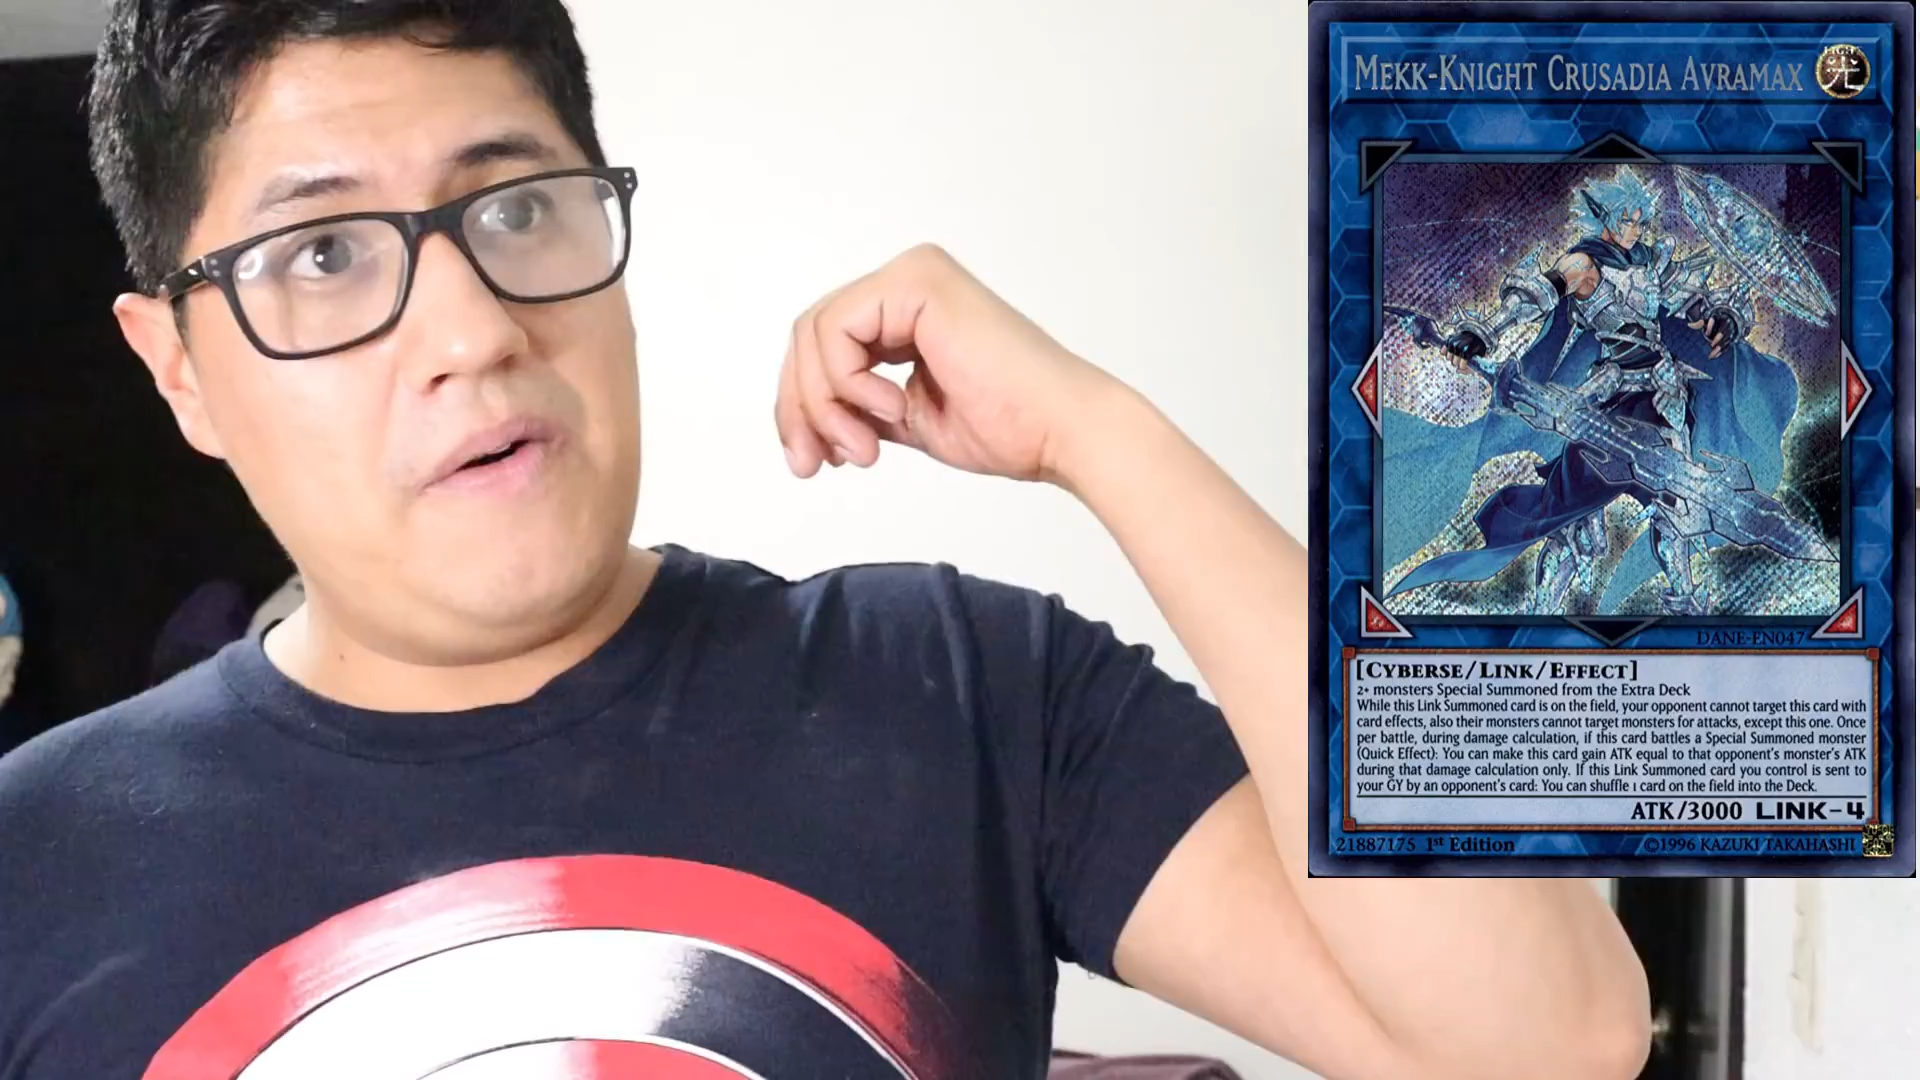 MEKK-KNIGHT CRUSADIA AVRAMAX
LIGHT
光
DANE-EN047
[CYBERSE/LINK/EFFECT]
2+ monsters Special Summoned from the Extra Deck
While this Link Summoned card is on the field, your opponent cannot target this card with
card effects, also their monsters cannot target monsters for attacks, except this one. Once
per battle, during damage calculation, if this card battles a Special Summoned monster
(Quick Effect): You can make this card gain ATK equal to that opponent's monster's ATK
during that damage calculation only. If this Link Summoned card you control is sent to
your GY by an opponent's card: You can shuffle 1 card on the field into the Deck.
ATK/3000 LINK-4
21887175 1st Edition
©1996 KAZUKI TAKAHASHI